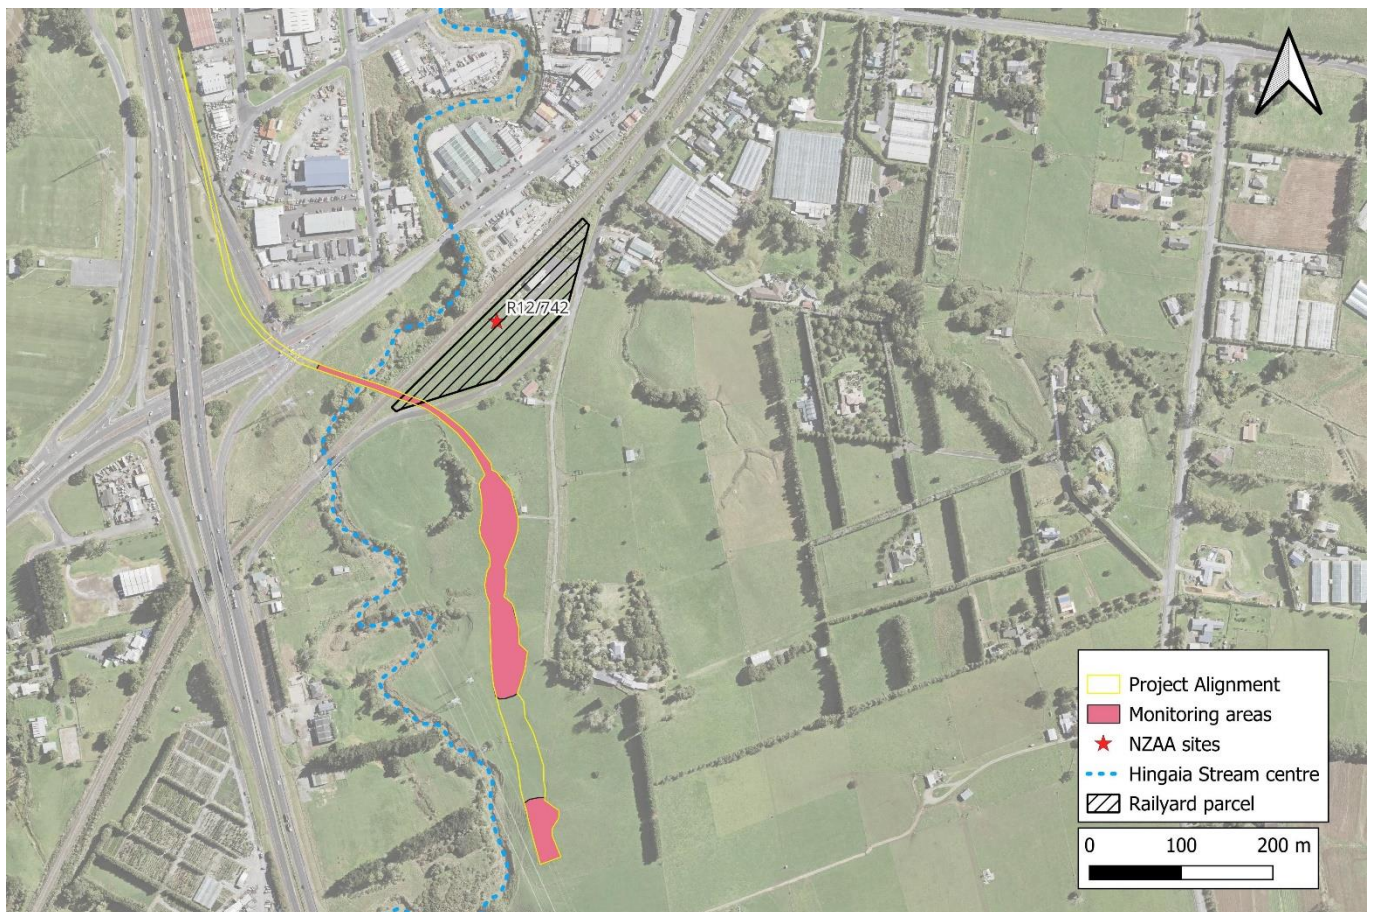 R12/742
Project Alignment
Monitoring areas
NZAA sites
Hingaia Stream centre
Railyard parcel
0 100 200 m